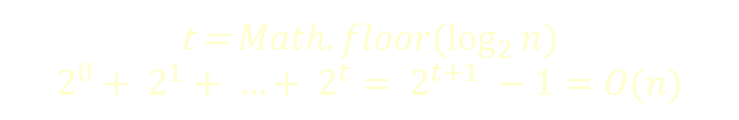 t = Math.floor(log₂ n)
2⁰ + 2¹ + …+ 2ᵗ = 2ᵗ⁺¹ − 1 = O(n)